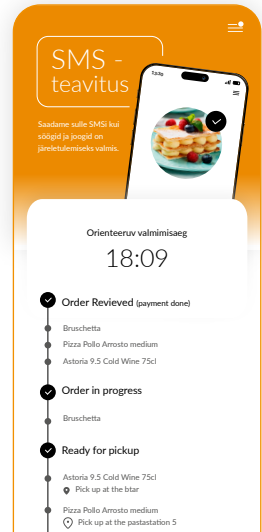 SMS -
teavitus
13:30
Saadame sulle SMSi kui
söögid ja joogid on
järeletulemiseks valmis.
Orienteeruv valmimisaeg
18:09
Order Revieved (payment done)
Bruschetta
Pizza Pollo Arrosto medium
Astoria 9.5 Cold Wine 75cl
Order in progress
Bruschetta
Ready for pickup
Astoria 9.5 Cold Wine 75cl
Pick up at the btar
Pizza Pollo Arrosto medium
Pick up at the pastastation 5